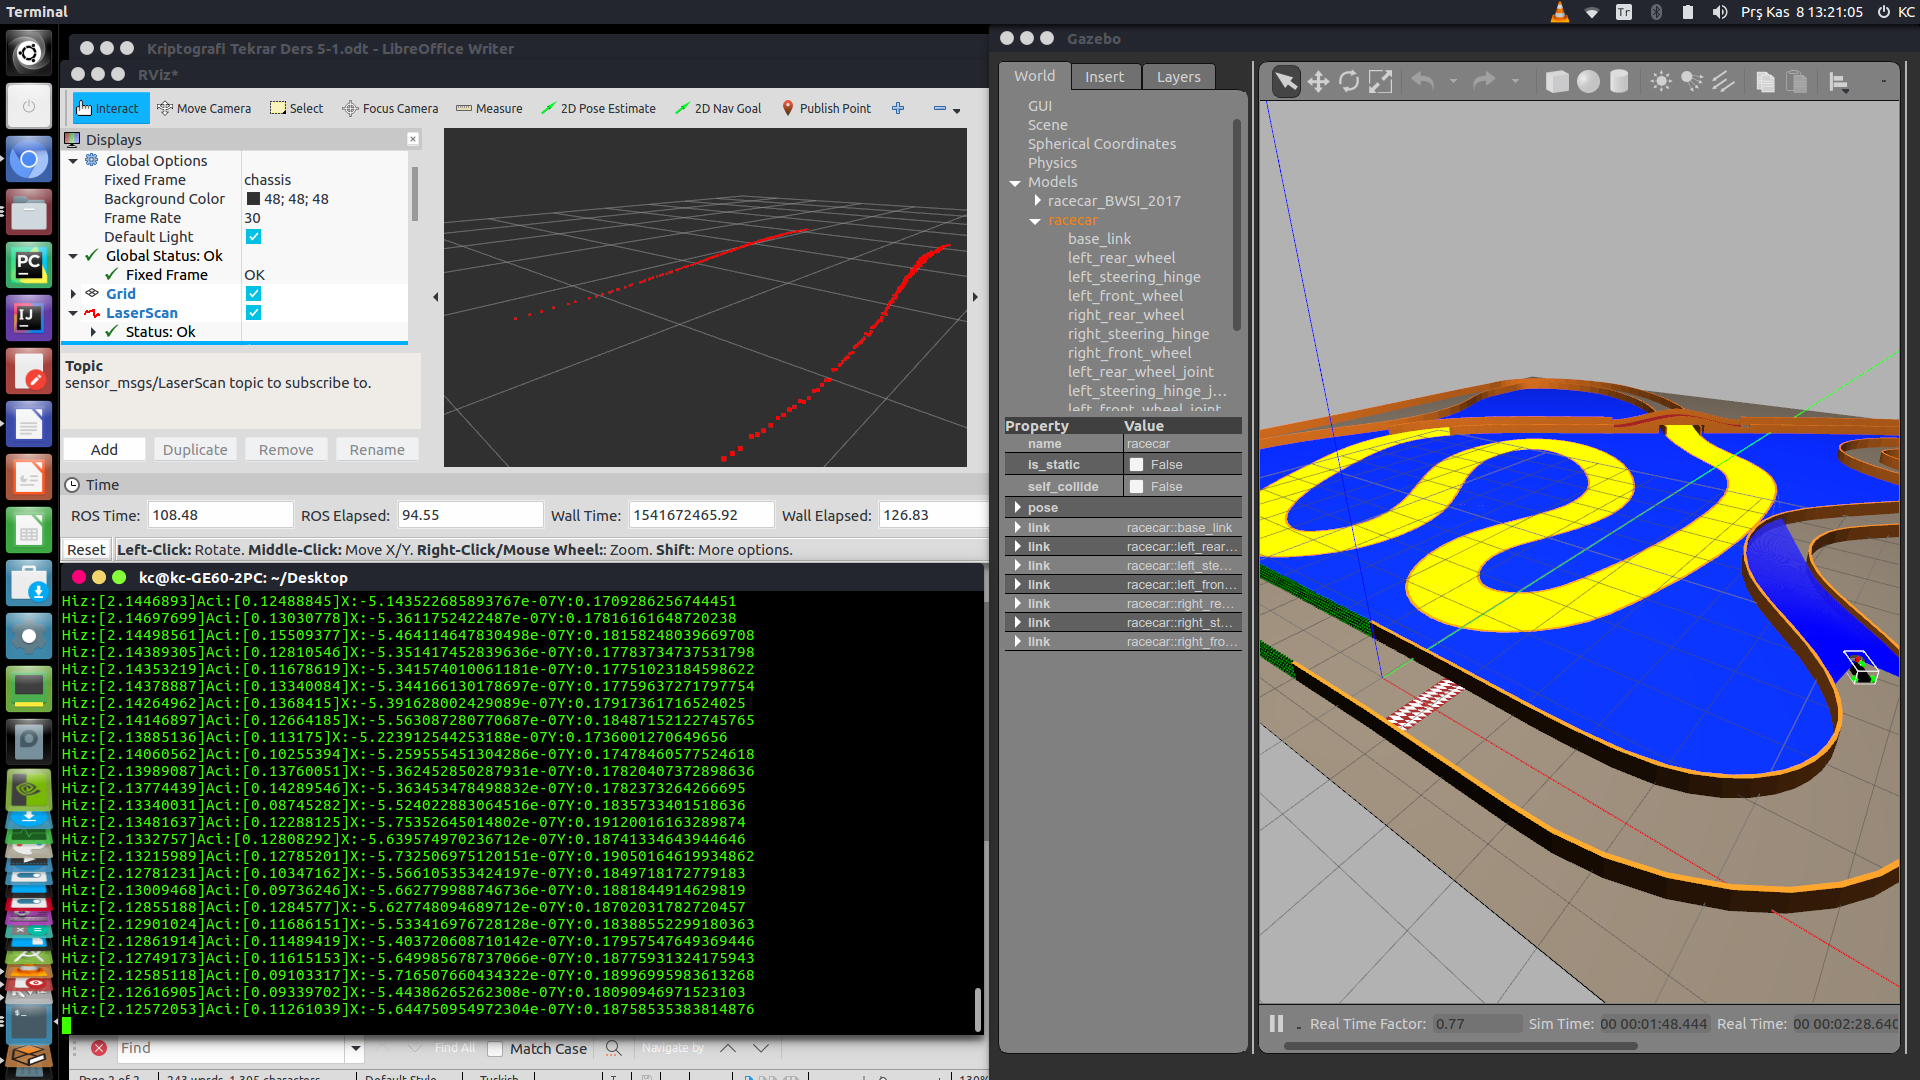 Terminal
Tr
Prş Kas 8 13:21:05
KC
Kriptografi Tekrar Ders 5-1.odt - LibreOffice Writer
RViz*
Interact
Move Camera
Select
Focus Camera
Measure
2D Pose Estimate
2D Nav Goal
Publish Point
Displays
Global Options
Fixed Frame chassis
Background Color 48; 48; 48
Frame Rate 30
Default Light
Global Status: Ok
Fixed Frame OK
Grid
LaserScan
Status: Ok
Topic
sensor_msgs/LaserScan topic to subscribe to.
Add Duplicate Remove Rename
Time
ROS Time: 108.48 ROS Elapsed: 94.55 Wall Time: 1541672465.92 Wall Elapsed: 126.83
Reset Left-Click: Rotate. Middle-Click: Move X/Y. Right-Click/Mouse Wheel:: Zoom. Shift: More options.
kc@kc-GE60-2PC: ~/Desktop
Hiz:[2.1446893]Aci:[0.12488845]X:-5.143522685893767e-07Y:0.1709286256744451
Hiz:[2.14697699]Aci:[0.13030778]X:-5.3611752422487e-07Y:0.17816161648720238
Hiz:[2.14498561]Aci:[0.15509377]X:-5.464114647830498e-07Y:0.18158248039669708
Hiz:[2.14389305]Aci:[0.12810546]X:-5.351417452839636e-07Y:0.17783734737531798
Hiz:[2.14353219]Aci:[0.11678619]X:-5.341574010061181e-07Y:0.17751023184598622
Hiz:[2.14378887]Aci:[0.13340084]X:-5.344166130178697e-07Y:0.17759637271797754
Hiz:[2.14264962]Aci:[0.1368415]X:-5.391628002429089e-07Y:0.17917361716524025
Hiz:[2.14146897]Aci:[0.12664185]X:-5.563087280770687e-07Y:0.18487152122745765
Hiz:[2.13885136]Aci:[0.113175]X:-5.223912544253188e-07Y:0.1736001270649656
Hiz:[2.14060562]Aci:[0.10255394]X:-5.259555451304286e-07Y:0.17478460577524618
Hiz:[2.13989087]Aci:[0.13760051]X:-5.362452850287931e-07Y:0.17820407372898636
Hiz:[2.13774439]Aci:[0.14289546]X:-5.363453478498832e-07Y:0.1782373264266695
Hiz:[2.13340031]Aci:[0.08745282]X:-5.524022883064516e-07Y:0.1835733401518636
Hiz:[2.13481637]Aci:[0.12288125]X:-5.75352645014802e-07Y:0.19120016163289874
Hiz:[2.1332757]Aci:[0.12808292]X:-5.639574970236712e-07Y:0.18741334643944646
Hiz:[2.13215989]Aci:[0.12785201]X:-5.732506975120151e-07Y:0.19050164619934862
Hiz:[2.12781231]Aci:[0.10347162]X:-5.566105353424197e-07Y:0.1849718172779183
Hiz:[2.13009468]Aci:[0.09736246]X:-5.662779988746736e-07Y:0.1881844914629819
Hiz:[2.12855188]Aci:[0.1284577]X:-5.627748094689712e-07Y:0.18702031782720457
Hiz:[2.12901024]Aci:[0.11686151]X:-5.533416976728128e-07Y:0.18388552299180363
Hiz:[2.12861914]Aci:[0.11489419]X:-5.403720608710142e-07Y:0.17957547649369446
Hiz:[2.12749173]Aci:[0.11615153]X:-5.649985678737066e-07Y:0.18775931324175943
Hiz:[2.12585118]Aci:[0.09103317]X:-5.716507660434322e-07Y:0.18996995983613268
Hiz:[2.12616905]Aci:[0.09339702]X:-5.44386265262308e-07Y:0.18090946971523103
Hiz:[2.12572053]Aci:[0.11261039]X:-5.644750954972304e-07Y:0.18758535383814876
Find
Find All
Match Case
Navigate by
Page 2 of 2
243 words, 1,305 characters
Default Style
Turkish
130%
Gazebo
World Insert Layers
GUI
Scene
Spherical Coordinates
Physics
Models
racecar_BWSI_2017
racecar
base_link
left_rear_wheel
left_steering_hinge
left_front_wheel
right_rear_wheel
right_steering_hinge
right_front_wheel
left_rear_wheel_joint
left_steering_hinge_j...
left_front_wheel_joint
Property Value
name racecar
is_static False
self_collide False
pose
link racecar::base_link
link racecar::left_rear...
link racecar::left_ste...
link racecar::left_fron...
link racecar::right_re...
link racecar::right_st...
link racecar::right_fro...
Real Time Factor: 0.77 Sim Time: 00 00:01:48.444 Real Time: 00 00:02:28.640
PC
IJ